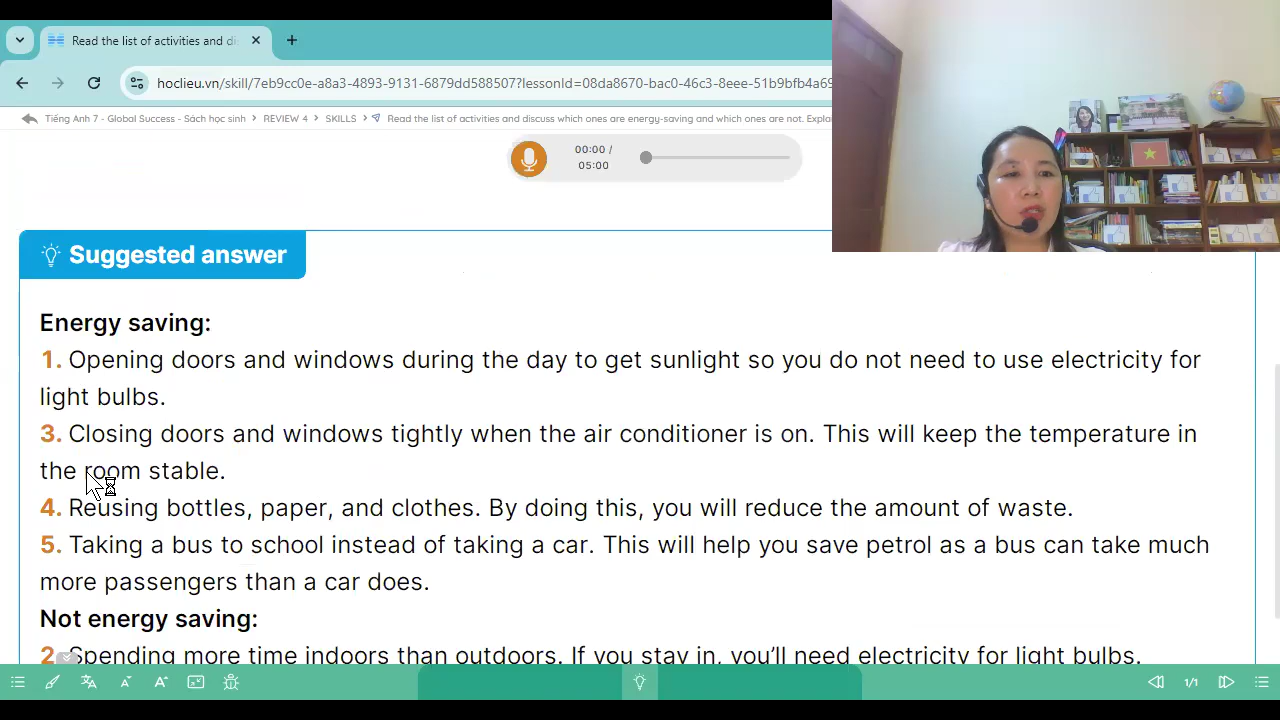 Read the list of activities and di
hoclieu.vn/skill/7eb9cc0e-a8a3-4893-9131-6879dd588507?lessonId=08da8670-bac0-46c3-8eee-51b9bfb4a69
Tiếng Anh 7 - Global Success - Sách học sinh > REVIEW 4 > SKILLS Read the list of activities and discuss which ones are energy-saving and which ones are not. Explai
00:00 /
05:00
Suggested answer
Energy saving:
1. Opening doors and windows during the day to get sunlight so you do not need to use electricity for
light bulbs.
3. Closing doors and windows tightly when the air conditioner is on. This will keep the temperature in
the room stable.
4. Reusing bottles, paper, and clothes. By doing this, you will reduce the amount of waste.
5. Taking a bus to school instead of taking a car. This will help you save petrol as a bus can take much
more passengers than a car does.
Not energy saving:
2. Spending more time indoors than outdoors. If you stay in, you'll need electricity for light bulbs.
1/1